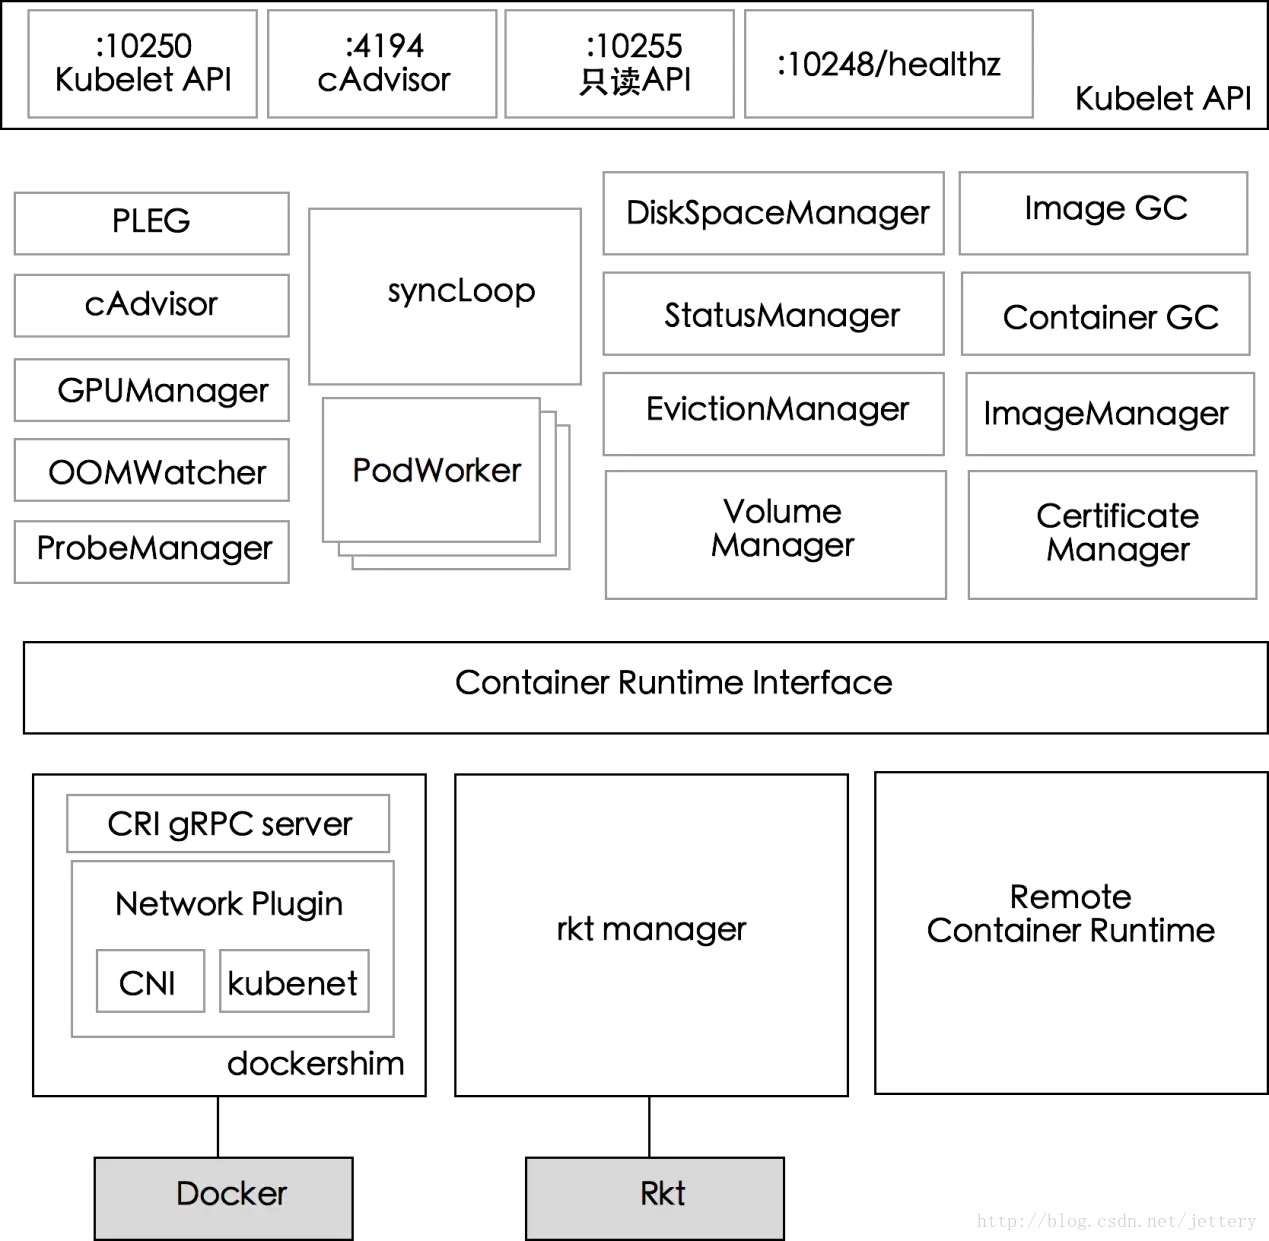 :10250
Kubelet API
:4194
cAdvisor
:10255
只读API
:10248/healthz
Kubelet API
PLEG
cAdvisor
GPUManager
OOMWatcher
ProbeManager
syncLoop
PodWorker
DiskSpaceManager
StatusManager
EvictionManager
Volume
Manager
Image GC
Container GC
ImageManager
Certificate
Manager
Container Runtime Interface
CRI gRPC server
Network Plugin
CNI
kubenet
dockershim
rkt manager
Remote
Container Runtime
Docker
Rkt
http://blog.csdn.net/jettery